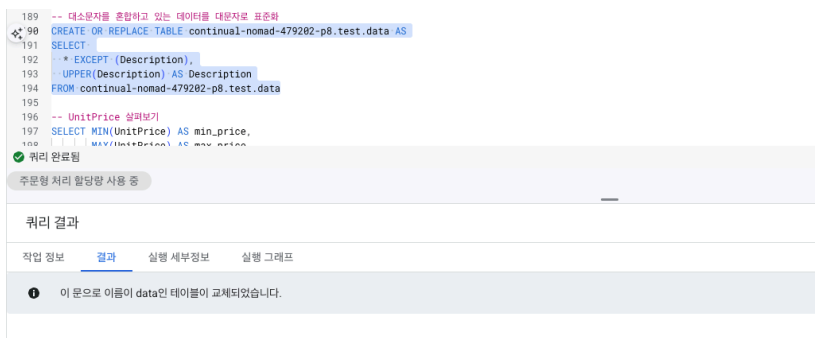 189 -- 대소문자를 혼합하고 있는 데이터를 대문자로 표준화
190 CREATE OR REPLACE TABLE continual-nomad-479202-p8.test.data AS
191 SELECT
192 * EXCEPT (Description),
193 UPPER(Description) AS Description
194 FROM continual-nomad-479202-p8.test.data
195
196 -- UnitPrice 살펴보기
197 SELECT MIN(UnitPrice) AS min_price,
198 MAX(UnitPrice) AS max_price
쿼리 완료됨
주문형 처리 할당량 사용 중
쿼리 결과
작업 정보 결과 실행 세부정보 실행 그래프
이 문으로 이름이 data인 테이블이 교체되었습니다.